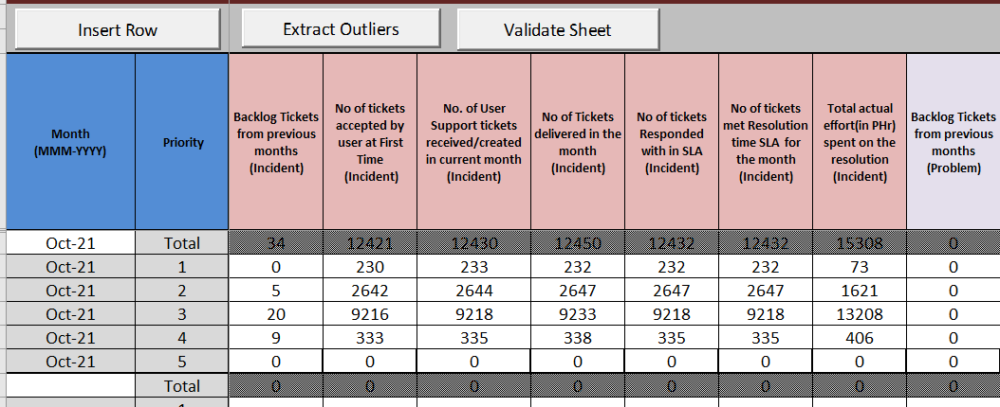 Insert Row Extract Outliers Validate Sheet
Month
(MMM-YYYY)
Priority
Backlog Tickets
from previous
months
(Incident)
No of tickets
accepted by
user at First
Time
(Incident)
No. of User
Support tickets
received/created
in current month
(Incident)
No of Tickets
delivered in the
month
(Incident)
No of tickets
Responded
with in SLA
(Incident)
No of tickets
met Resolution
time SLA for
the month
(Incident)
Total actual
effort(in PHr)
spent on the
resolution
(Incident)
Backlog Tickets
from previous
months
(Problem)
Oct-21 Total 34 12421 12430 12450 12432 12432 15308 0
Oct-21 1 0 230 233 232 232 232 73 0
Oct-21 2 5 2642 2644 2647 2647 2647 1621 0
Oct-21 3 20 9216 9218 9233 9218 9218 13208 0
Oct-21 4 9 333 335 338 335 335 406 0
Oct-21 5 0 0 0 0 0 0 0 0
Total 0 0 0 0 0 0 0 0